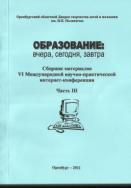 Оренбургский областной Дворец творчества детей и молодежи
им. В.П. Поляничко
ОБРАЗОВАНИЕ:
вчера, сегодня, завтра
Сборник материалов
VI Международной научно-практической
интернет-конференции
Часть III
Оренбург – 2012